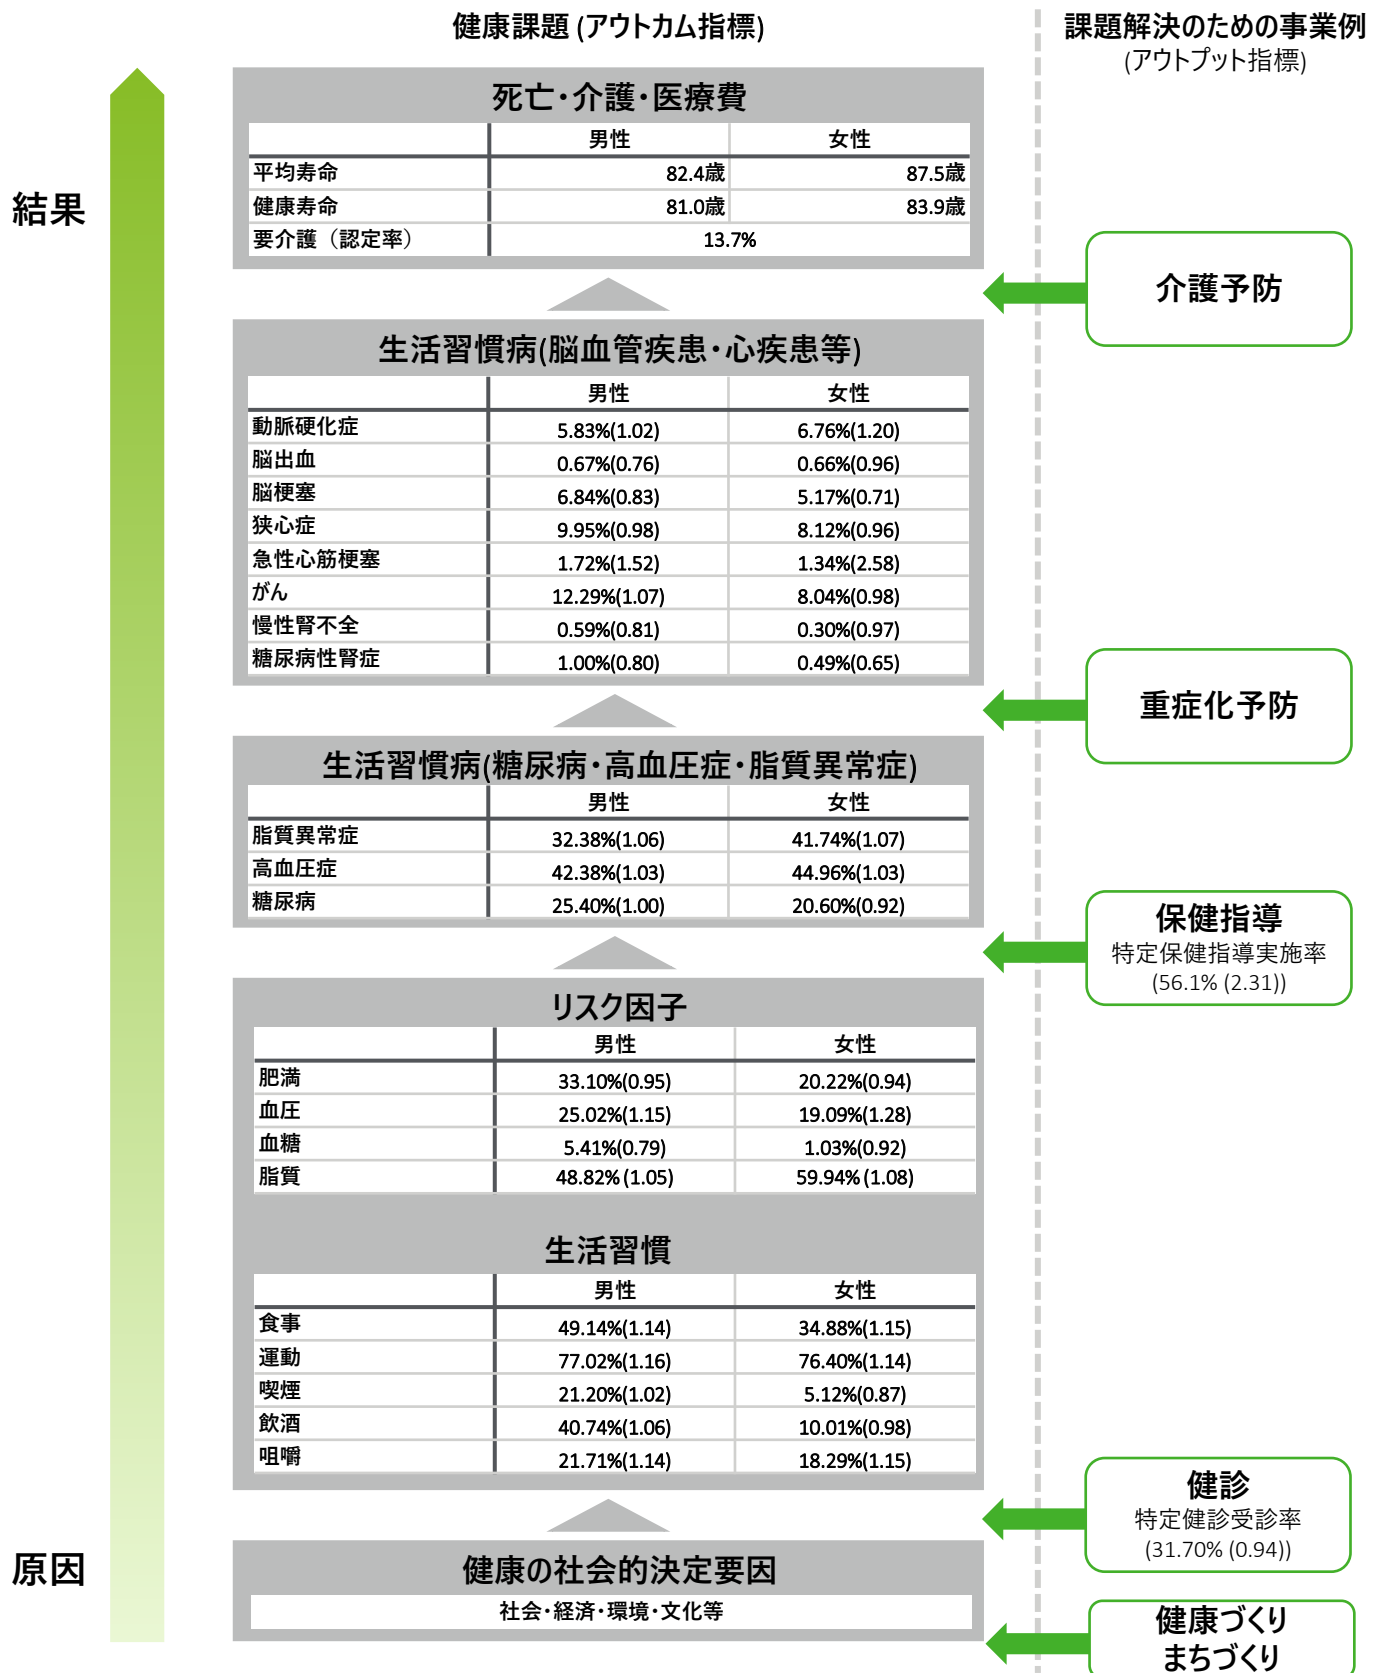 健康課題 (アウトカム指標)
課題解決のための事業例
(アウトプット指標)
結果
死亡・介護・医療費
男性 女性
平均寿命 82.4歳 87.5歳
健康寿命 81.0歳 83.9歳
要介護（認定率） 13.7%
介護予防
生活習慣病(脳血管疾患・心疾患等)
男性 女性
動脈硬化症 5.83%(1.02) 6.76%(1.20)
脳出血 0.67%(0.76) 0.66%(0.96)
脳梗塞 6.84%(0.83) 5.17%(0.71)
狭心症 9.95%(0.98) 8.12%(0.96)
急性心筋梗塞 1.72%(1.52) 1.34%(2.58)
がん 12.29%(1.07) 8.04%(0.98)
慢性腎不全 0.59%(0.81) 0.30%(0.97)
糖尿病性腎症 1.00%(0.80) 0.49%(0.65)
重症化予防
生活習慣病(糖尿病・高血圧症・脂質異常症)
男性 女性
脂質異常症 32.38%(1.06) 41.74%(1.07)
高血圧症 42.38%(1.03) 44.96%(1.03)
糖尿病 25.40%(1.00) 20.60%(0.92)
保健指導
特定保健指導実施率
(56.1% (2.31))
リスク因子
男性 女性
肥満 33.10%(0.95) 20.22%(0.94)
血圧 25.02%(1.15) 19.09%(1.28)
血糖 5.41%(0.79) 1.03%(0.92)
脂質 48.82% (1.05) 59.94% (1.08)
生活習慣
男性 女性
食事 49.14%(1.14) 34.88%(1.15)
運動 77.02%(1.16) 76.40%(1.14)
喫煙 21.20%(1.02) 5.12%(0.87)
飲酒 40.74%(1.06) 10.01%(0.98)
咀嚼 21.71%(1.14) 18.29%(1.15)
健診
特定健診受診率
(31.70% (0.94))
原因
健康の社会的決定要因
社会・経済・環境・文化等
健康づくり
まちづくり